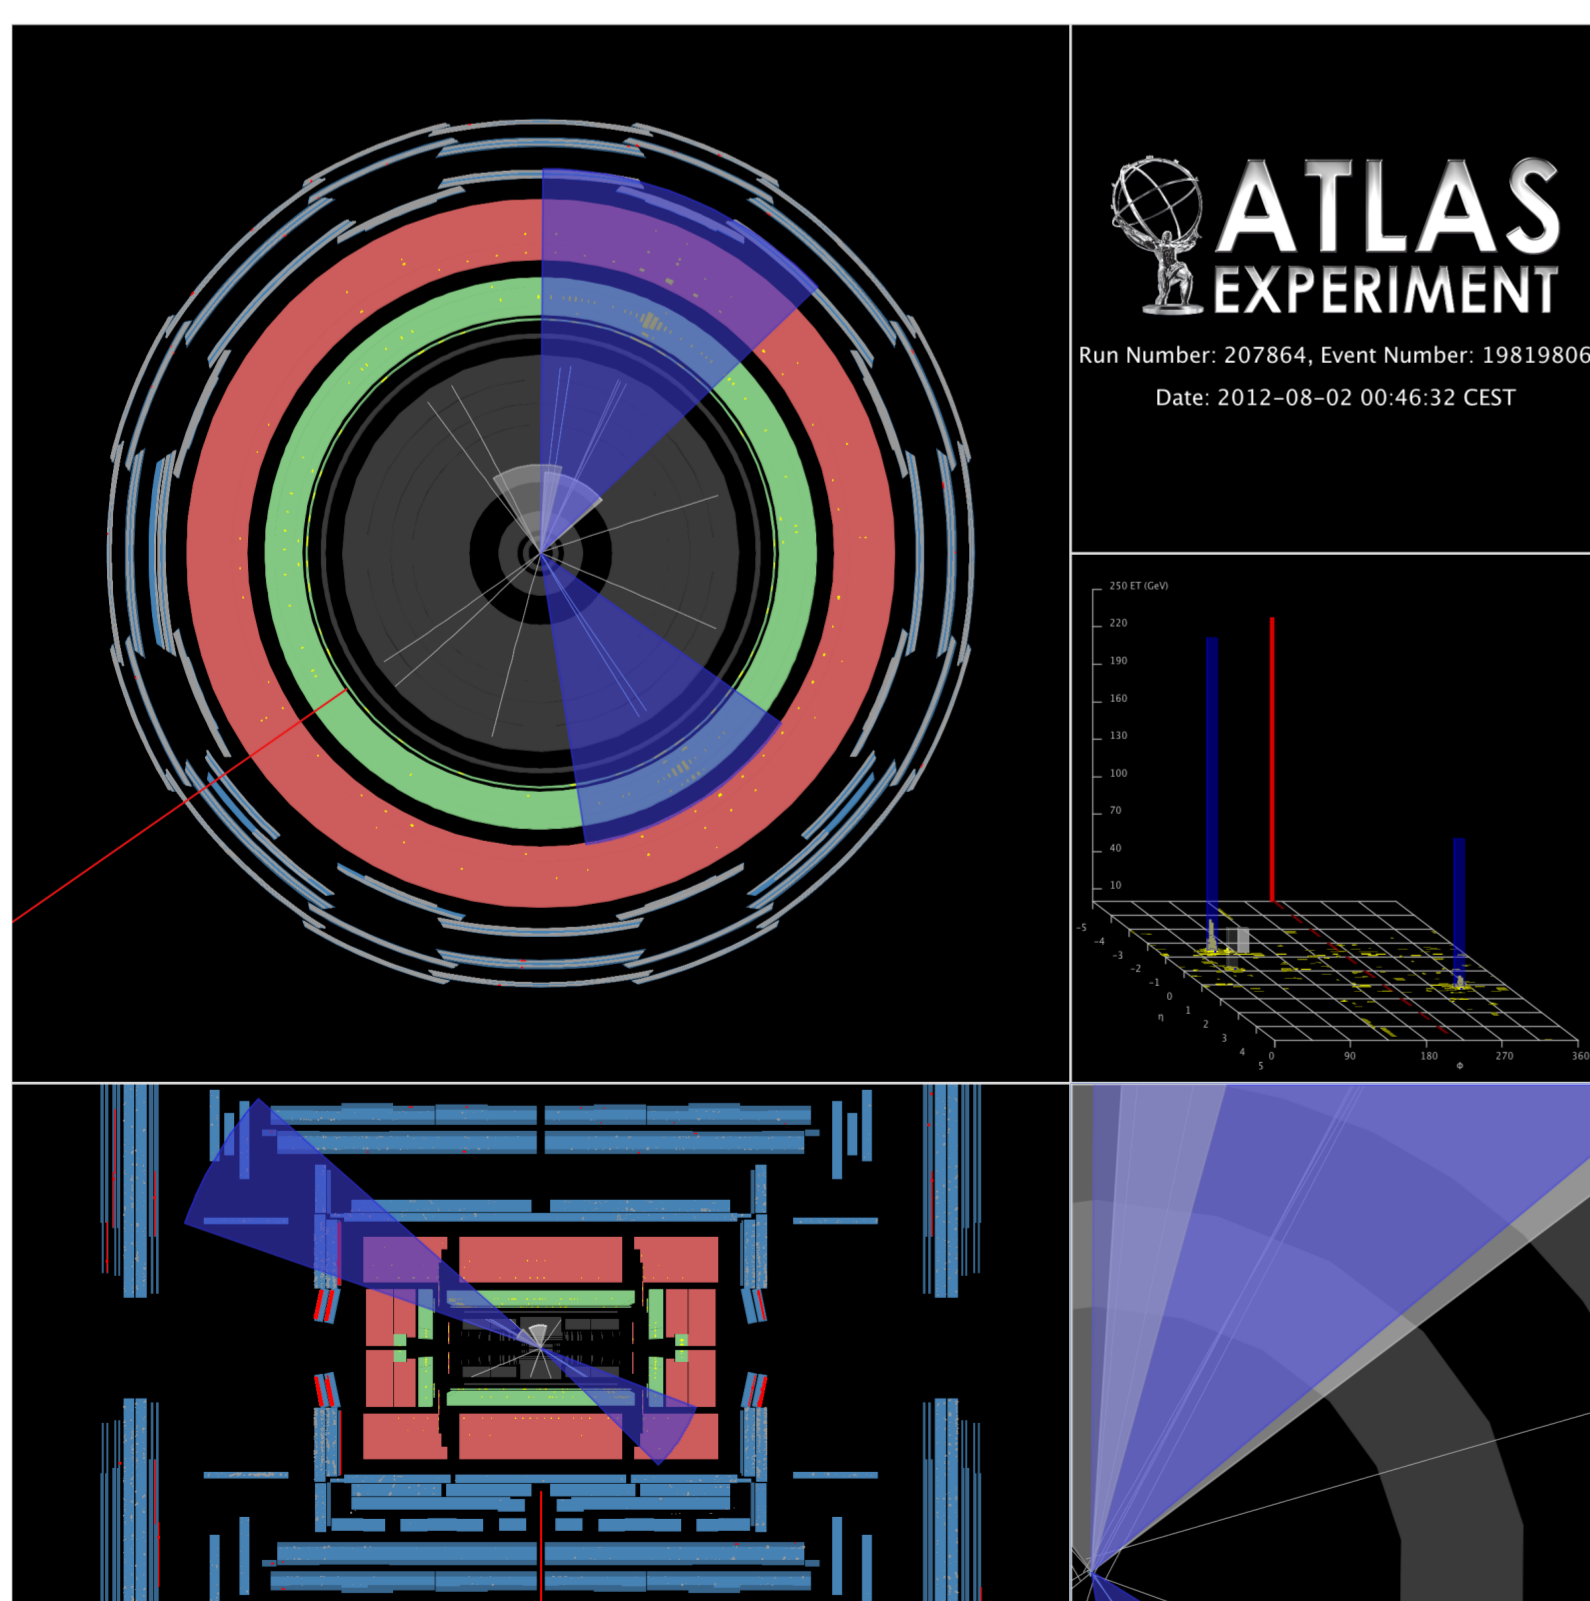 ATLAS
EXPERIMENT
Run Number: 207864, Event Number: 19819806
Date: 2012-08-02 00:46:32 CEST
250 ET (GeV)
220
190
160
130
100
70
40
10
-5
-4
-3
-2
-1
0
1
2
3
4
5
η
0 90 180 270 360
Φ